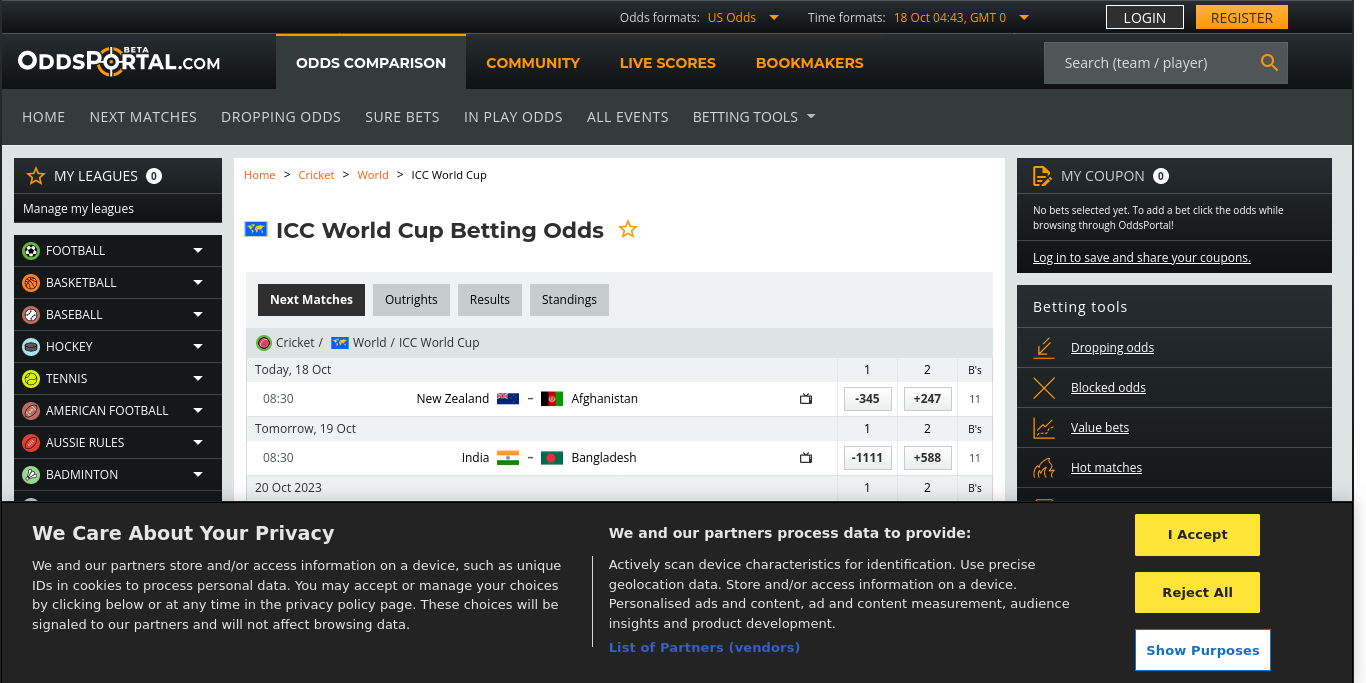 Odds formats: US Odds
Time formats: 18 Oct 04:43, GMT 0
LOGIN
REGISTER
ODDSPORTAL.COM
BETA
ODDS COMPARISON
COMMUNITY
LIVE SCORES
BOOKMAKERS
Search (team / player)
HOME
NEXT MATCHES
DROPPING ODDS
SURE BETS
IN PLAY ODDS
ALL EVENTS
BETTING TOOLS
MY LEAGUES 0
Manage my leagues
FOOTBALL
BASKETBALL
BASEBALL
HOCKEY
TENNIS
AMERICAN FOOTBALL
AUSSIE RULES
BADMINTON
Home > Cricket > World > ICC World Cup
ICC World Cup Betting Odds
Next Matches
Outrights
Results
Standings
Cricket / World / ICC World Cup
Today, 18 Oct 1 2 B's
08:30 New Zealand – Afghanistan -345 +247 11
Tomorrow, 19 Oct 1 2 B's
08:30 India – Bangladesh -1111 +588 11
20 Oct 2023 1 2 B's
MY COUPON 0
No bets selected yet. To add a bet click the odds while
browsing through OddsPortal!
Log in to save and share your coupons.
Betting tools
Dropping odds
Blocked odds
Value bets
Hot matches
We Care About Your Privacy
We and our partners store and/or access information on a device, such as unique
IDs in cookies to process personal data. You may accept or manage your choices
by clicking below or at any time in the privacy policy page. These choices will be
signaled to our partners and will not affect browsing data.
We and our partners process data to provide:
Actively scan device characteristics for identification. Use precise
geolocation data. Store and/or access information on a device.
Personalised ads and content, ad and content measurement, audience
insights and product development.
List of Partners (vendors)
I Accept
Reject All
Show Purposes